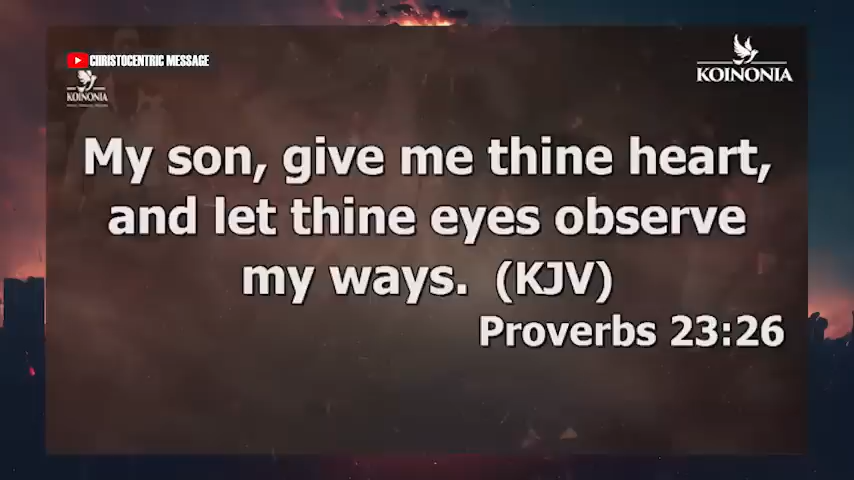 CHRISTOCENTRIC MESSAGE
KOINONIA
KOINONIA
My son, give me thine heart,
and let thine eyes observe
my ways. (KJV)
Proverbs 23:26